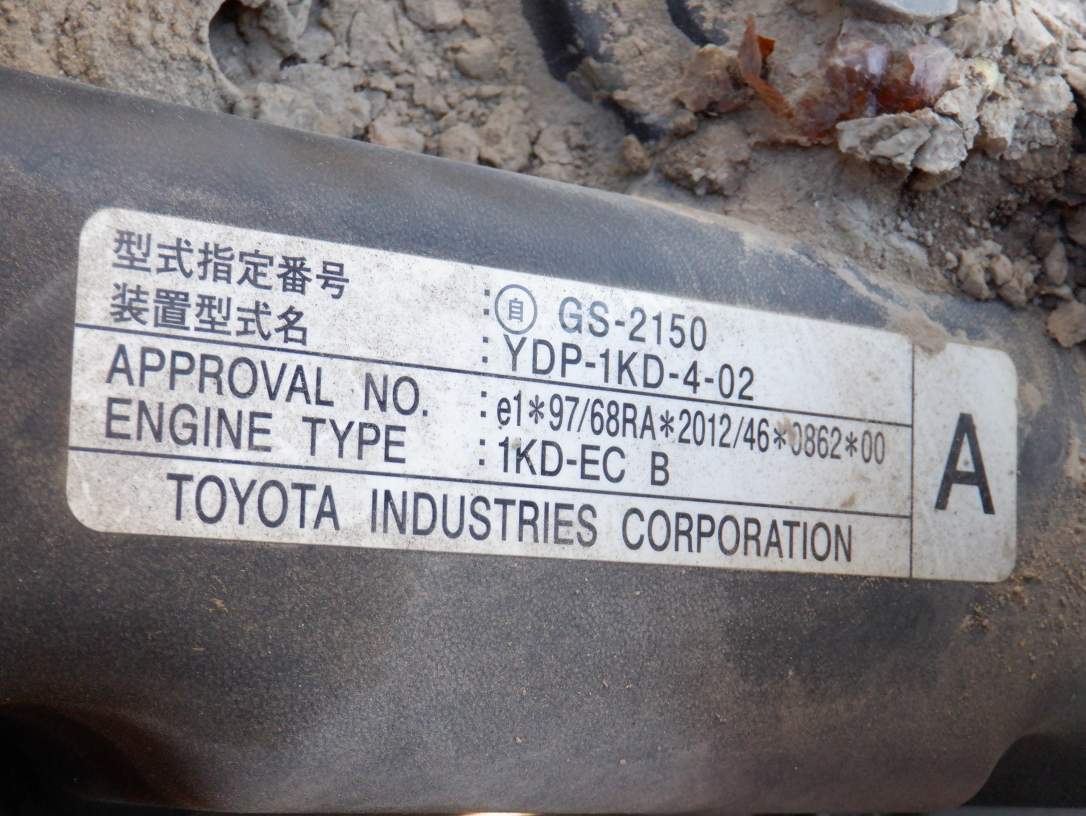 型式指定番号 : 自 GS-2150
装置型式名 : YDP-1KD-4-02
APPROVAL NO. : e1*97/68RA*2012/46*0862*00
ENGINE TYPE : 1KD-EC B
TOYOTA INDUSTRIES CORPORATION
A